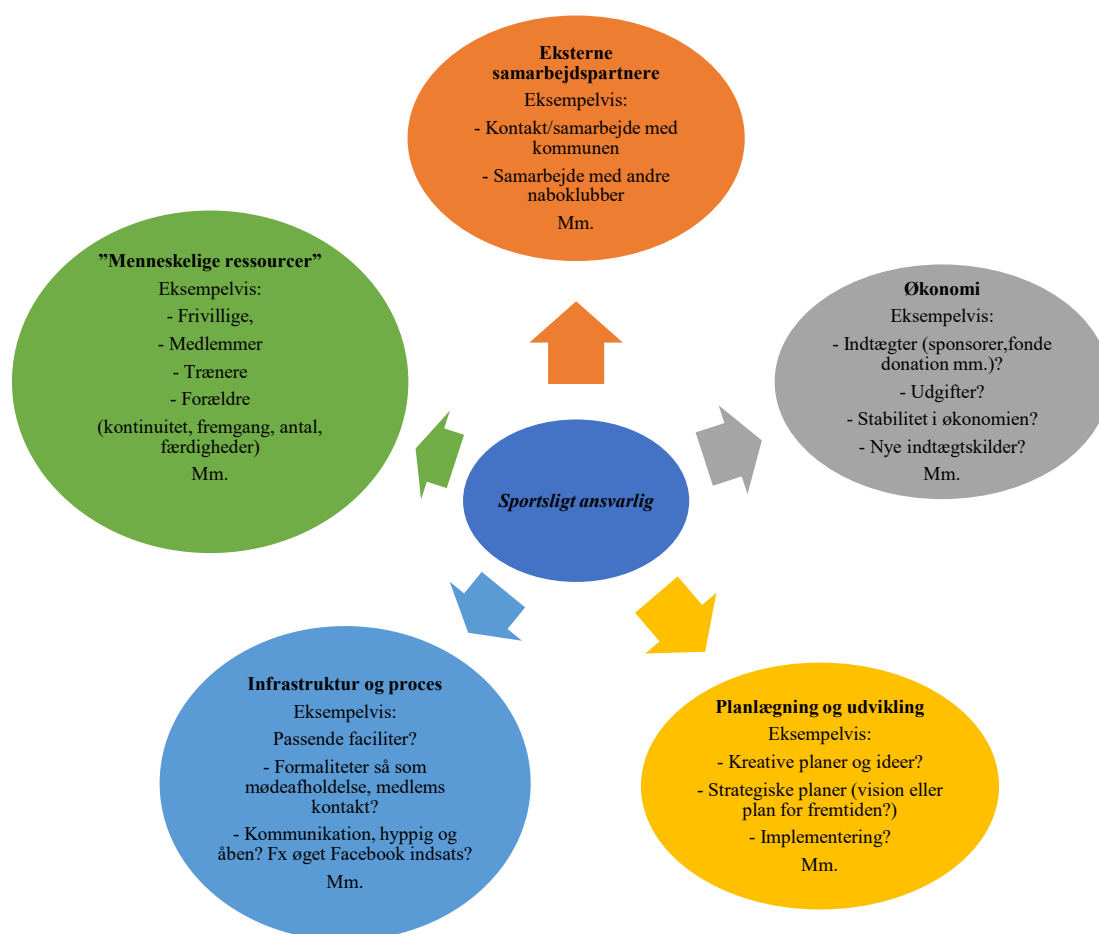 Eksterne
samarbejdspartnere
Eksempelvis:
- Kontakt/samarbejde med
kommunen
- Samarbejde med andre
naboklubber
Mm.
”Menneskelige ressourcer”
Eksempelvis:
- Frivillige,
- Medlemmer
- Trænere
- Forældre
(kontinuitet, fremgang, antal,
færdigheder)
Mm.
Økonomi
Eksempelvis:
- Indtægter (sponsorer,fonde
donation mm.)?
- Udgifter?
- Stabilitet i økonomien?
- Nye indtægtskilder?
Mm.
Sportsligt ansvarlig
Infrastruktur og proces
Eksempelvis:
Passende faciliter?
- Formaliteter så som
mødeafholdelse, medlems
kontakt?
- Kommunikation, hyppig og
åben? Fx øget Facebook indsats?
Mm.
Planlægning og udvikling
Eksempelvis:
- Kreative planer og ideer?
- Strategiske planer (vision eller
plan for fremtiden?)
- Implementering?
Mm.